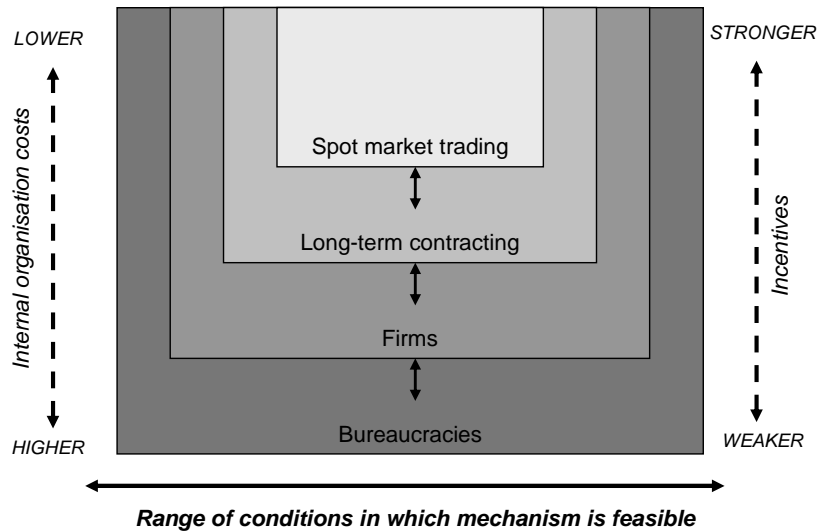 LOWER
STRONGER
Spot market trading
Internal organisation costs
Long-term contracting
Incentives
Firms
HIGHER
Bureaucracies
WEAKER
Range of conditions in which mechanism is feasible